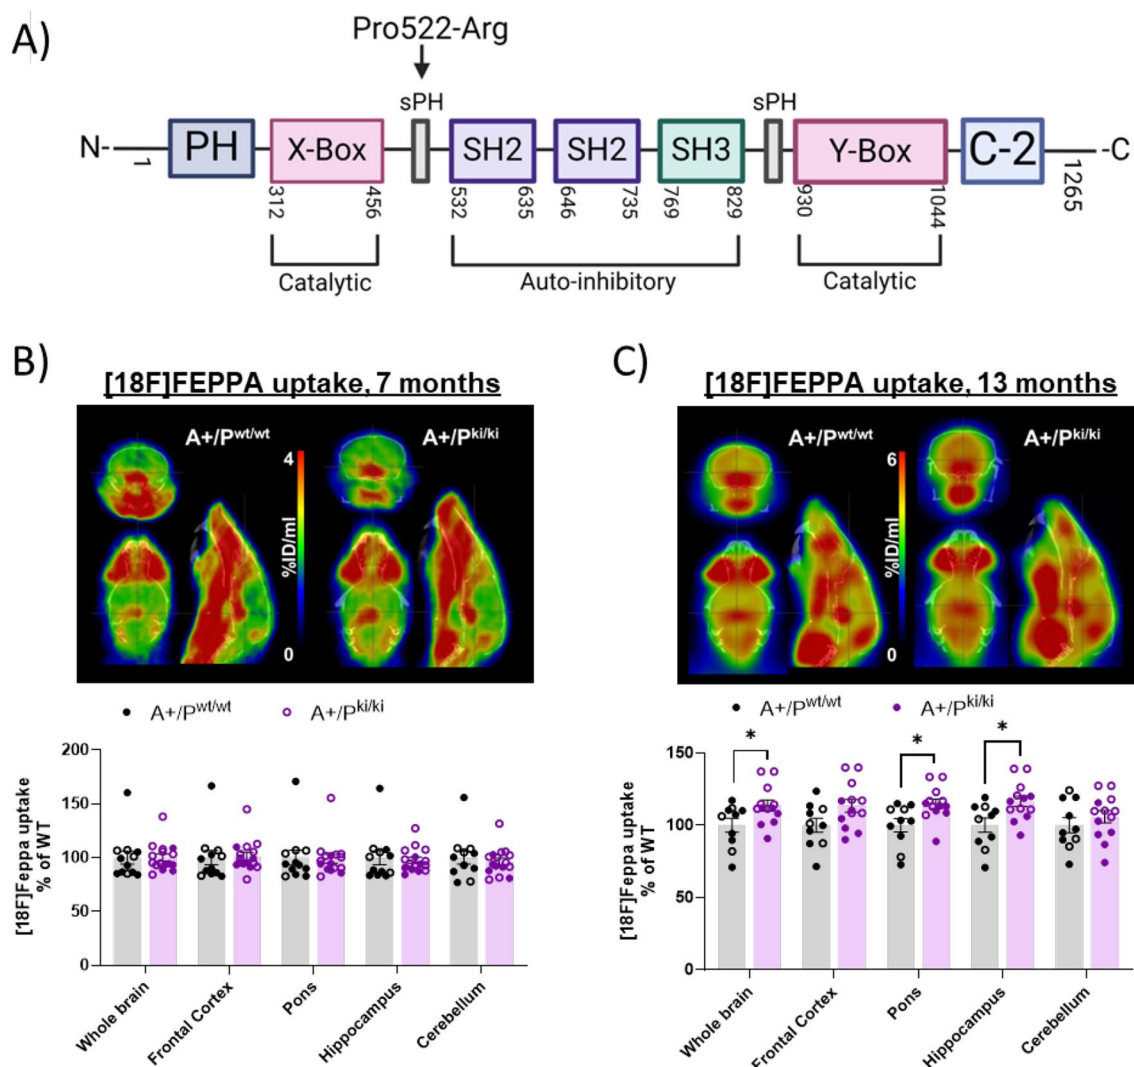 A)
Pro522-Arg
sPH
sPH
N-
PH
X-Box
SH2
SH2
SH3
Y-Box
C-2
-C
1
312
456
532
635
646
735
769
829
930
1044
12665
Catalytic
Auto-inhibitory
Catalytic
B)
[18F]FEPPA uptake, 7 months
A+/Pwt/wt
A+/Pki/ki
4
%ID/ml
0
A+/Pwt/wt
A+/Pki/ki
[18F]Feppa uptake
% of WT
200
150
100
50
0
Whole brain
Frontal Cortex
Pons
Hippocampus
Cerebellum
C)
[18F]FEPPA uptake, 13 months
A+/Pwt/wt
A+/Pki/ki
6
%ID/ml
0
A+/Pwt/wt
A+/Pki/ki
[18F]Feppa uptake
% of WT
150
100
50
0
*
*
*
Whole brain
Frontal Cortex
Pons
Hippocampus
Cerebellum